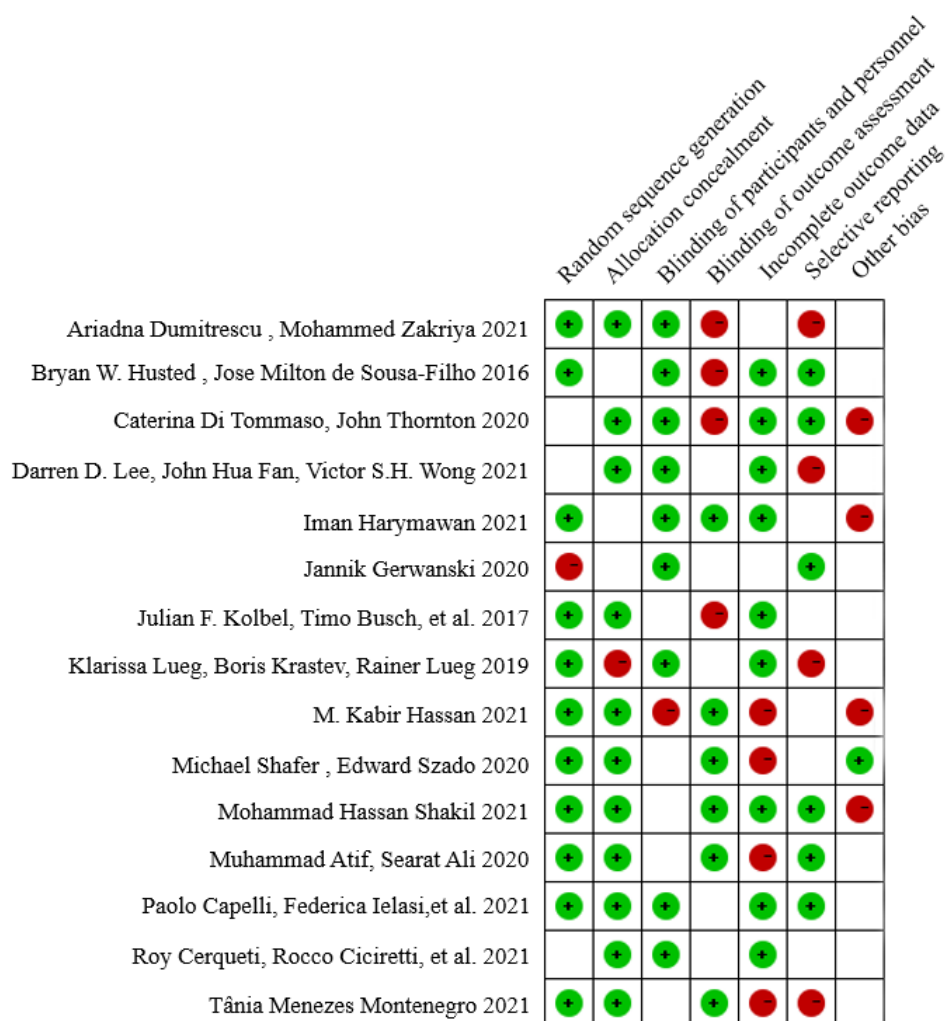 Random sequence generation
Allocation concealment
Blinding of participants and personnel
Blinding of outcome assessment
Incomplete outcome data
Selective reporting
Other bias
Ariadna Dumitrescu , Mohammed Zakriya 2021 + + + - -
Bryan W. Husted , Jose Milton de Sousa-Filho 2016 + + - + +
Caterina Di Tommaso, John Thornton 2020 + + - + + -
Darren D. Lee, John Hua Fan, Victor S.H. Wong 2021 + + + -
Iman Harymawan 2021 + + + + -
Jannik Gerwanski 2020 - + +
Julian F. Kolbel, Timo Busch, et al. 2017 + + - +
Klarissa Lueg, Boris Krastev, Rainer Lueg 2019 + - + + -
M. Kabir Hassan 2021 + + - + - -
Michael Shafer , Edward Szado 2020 + + + - +
Mohammad Hassan Shakil 2021 + + + + + -
Muhammad Atif, Searat Ali 2020 + + + - +
Paolo Capelli, Federica Ielasi,et al. 2021 + + + + +
Roy Cerqueti, Rocco Ciciretti, et al. 2021 + + +
Tânia Menezes Montenegro 2021 + + + - -